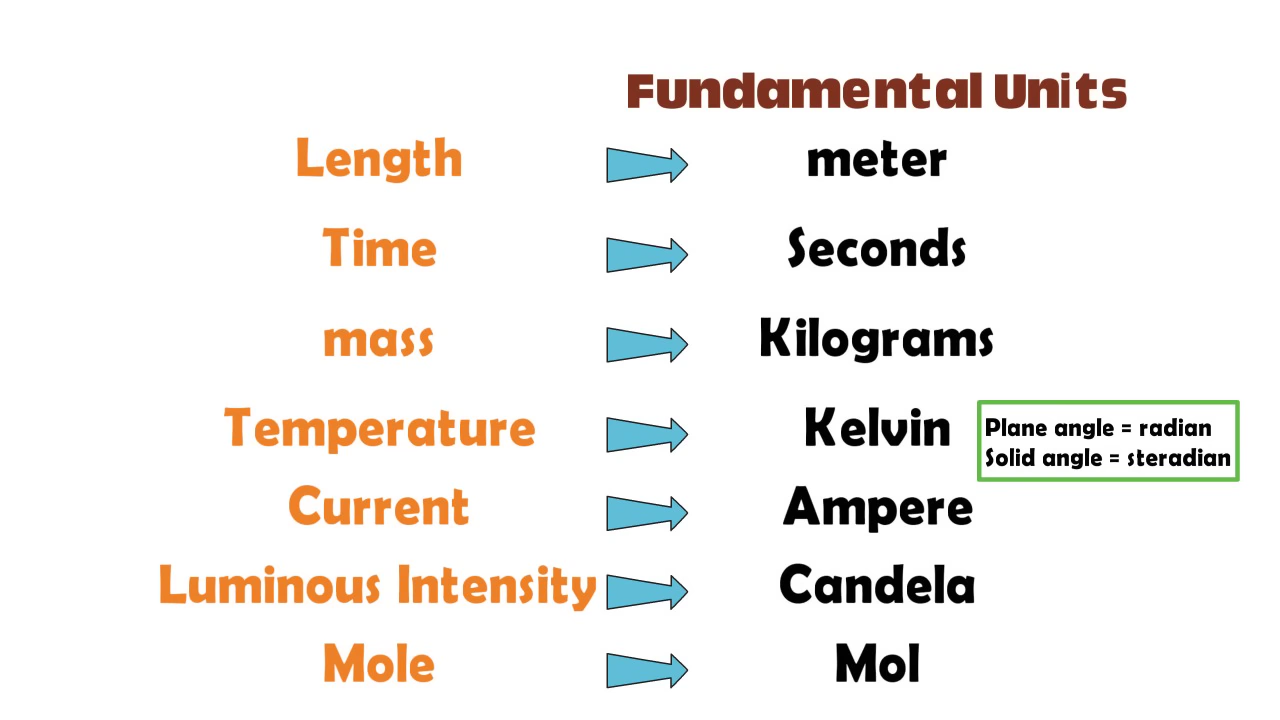 Fundamental Units
Length meter
Time Seconds
mass Kilograms
Temperature Kelvin
Plane angle = radian
Solid angle = steradian
Current Ampere
Luminous Intensity Candela
Mole Mol